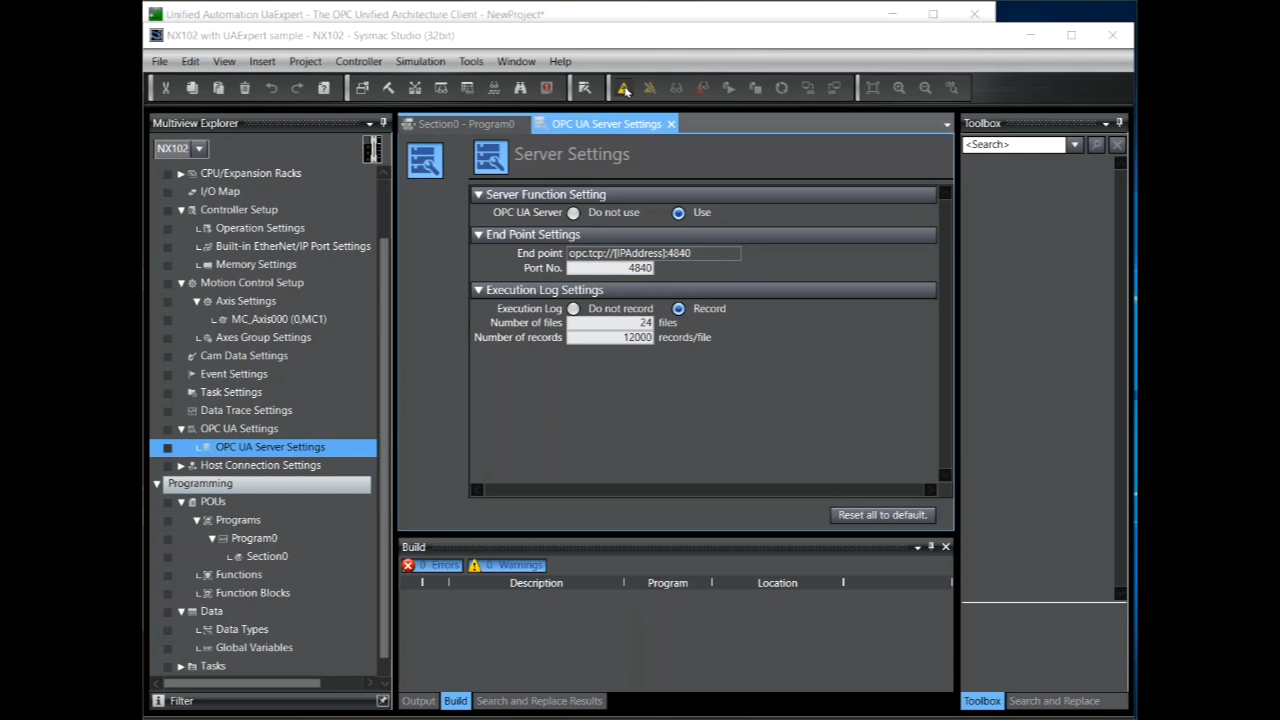 Unified Automation UaExpert - The OPC Unified Architecture Client - NewProject*
NX102 with UAExpert sample - NX102 - Sysmac Studio (32bit)
File Edit View Insert Project Controller Simulation Tools Window Help
Multiview Explorer
NX102
CPU/Expansion Racks
I/O Map
Controller Setup
Operation Settings
Built-in EtherNet/IP Port Settings
Memory Settings
Motion Control Setup
Axis Settings
MC_Axis000 (0,MC1)
Axes Group Settings
Cam Data Settings
Event Settings
Task Settings
Data Trace Settings
OPC UA Settings
OPC UA Server Settings
Host Connection Settings
Programming
POUs
Programs
Program0
Section0
Functions
Function Blocks
Data
Data Types
Global Variables
Tasks
Filter
Section0 - Program0
OPC UA Server Settings
Server Settings
Server Function Setting
OPC UA Server Do not use Use
End Point Settings
End point opc.tcp://[IPAddress]:4840
Port No. 4840
Execution Log Settings
Execution Log Do not record Record
Number of files 24 files
Number of records 12000 records/file
Reset all to default.
Build
0 Errors 0 Warnings
Description Program Location
Output Build Search and Replace Results
Toolbox
<Search>
Toolbox Search and Replace